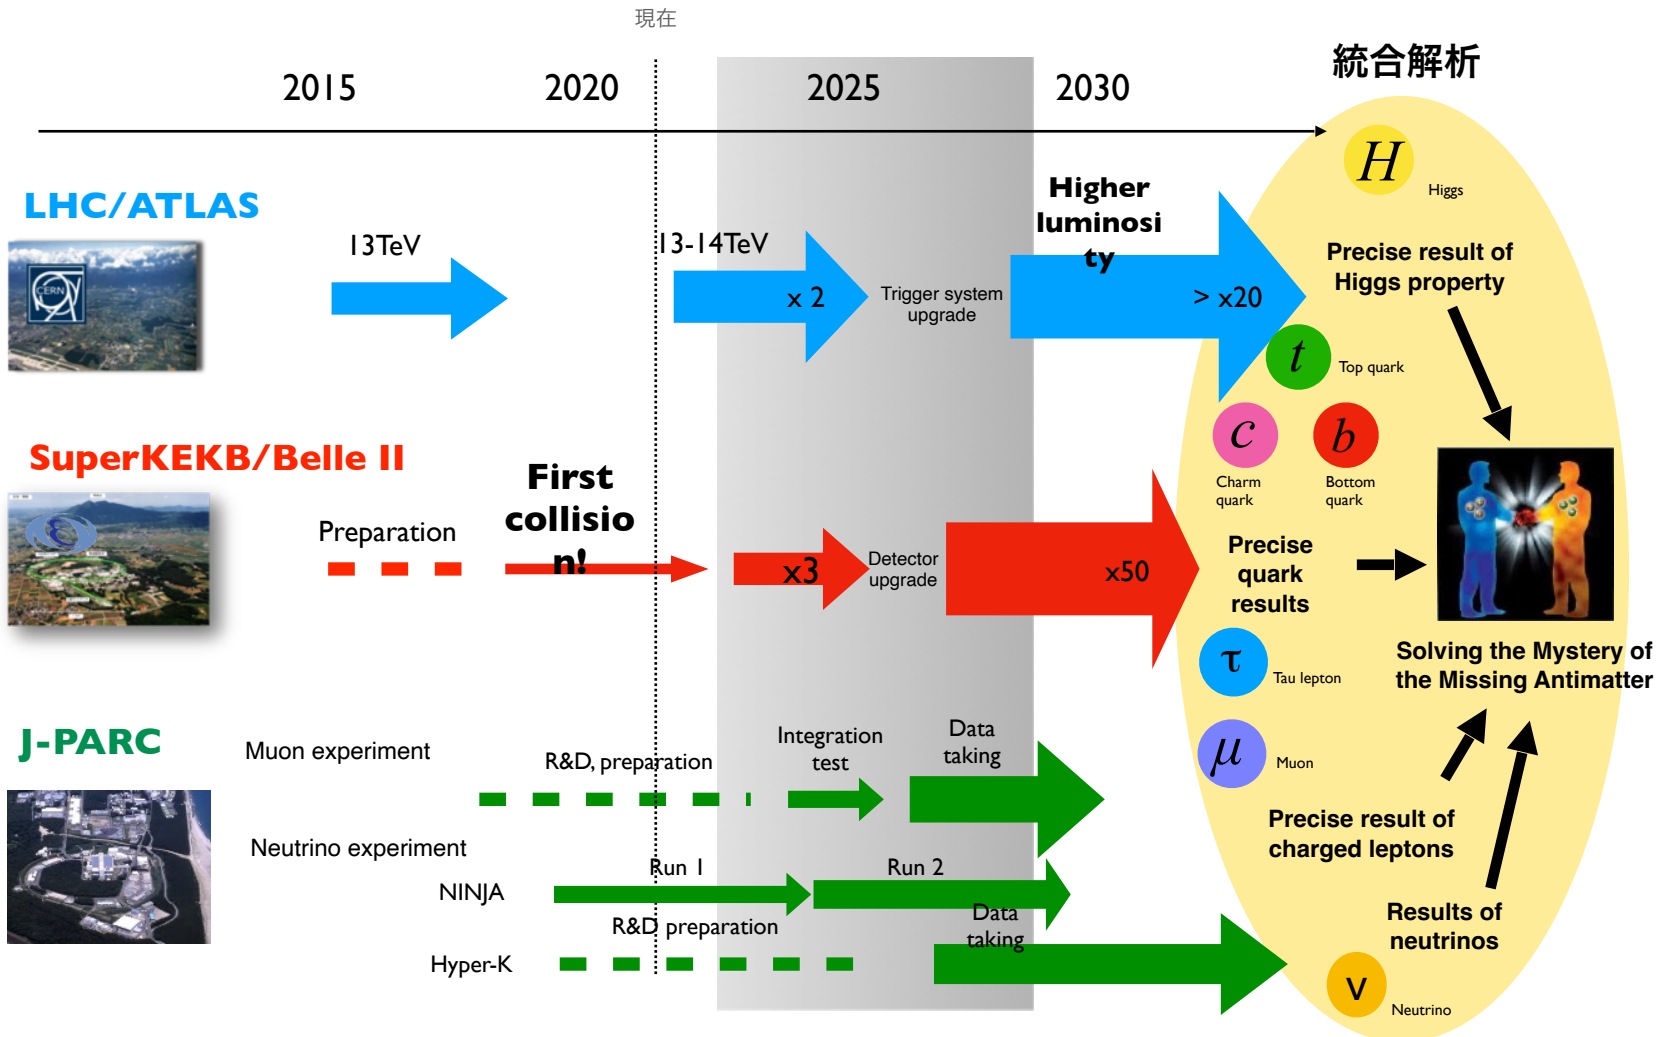 現在
統合解析
2015
2020
2025
2030
H
Higgs
LHC/ATLAS
CERN
13TeV
13-14TeV
x 2
Trigger system
upgrade
Higher
luminosi
ty
> x20
Precise result of
Higgs property
t
Top quark
c
Charm
quark
b
Bottom
quark
SuperKEKB/Belle II
Preparation
First
collisio
n!
x3
Detector
upgrade
x50
Precise
quark
results
τ
Tau lepton
Solving the Mystery of
the Missing Antimatter
μ
Muon
J-PARC
Muon experiment
R&D, preparation
Integration
test
Data
taking
Precise result of
charged leptons
Neutrino experiment
NINJA
Run 1
Run 2
Hyper-K
R&D preparation
Data
taking
Results of
neutrinos
ν
Neutrino